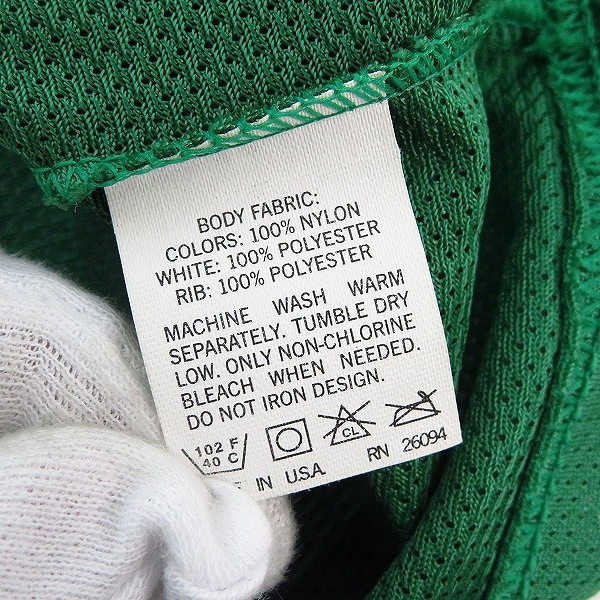 BODY FABRIC:
COLORS: 100% NYLON
WHITE: 100% POLYESTER
RIB: 100% POLYESTER
MACHINE WASH WARM
SEPARATELY, TUMBLE DRY
LOW. ONLY NON-CHLORINE
BLEACH WHEN NEEDED.
DO NOT IRON DESIGN.
102 F
40 C
CL
IN U.S.A. RN 26094